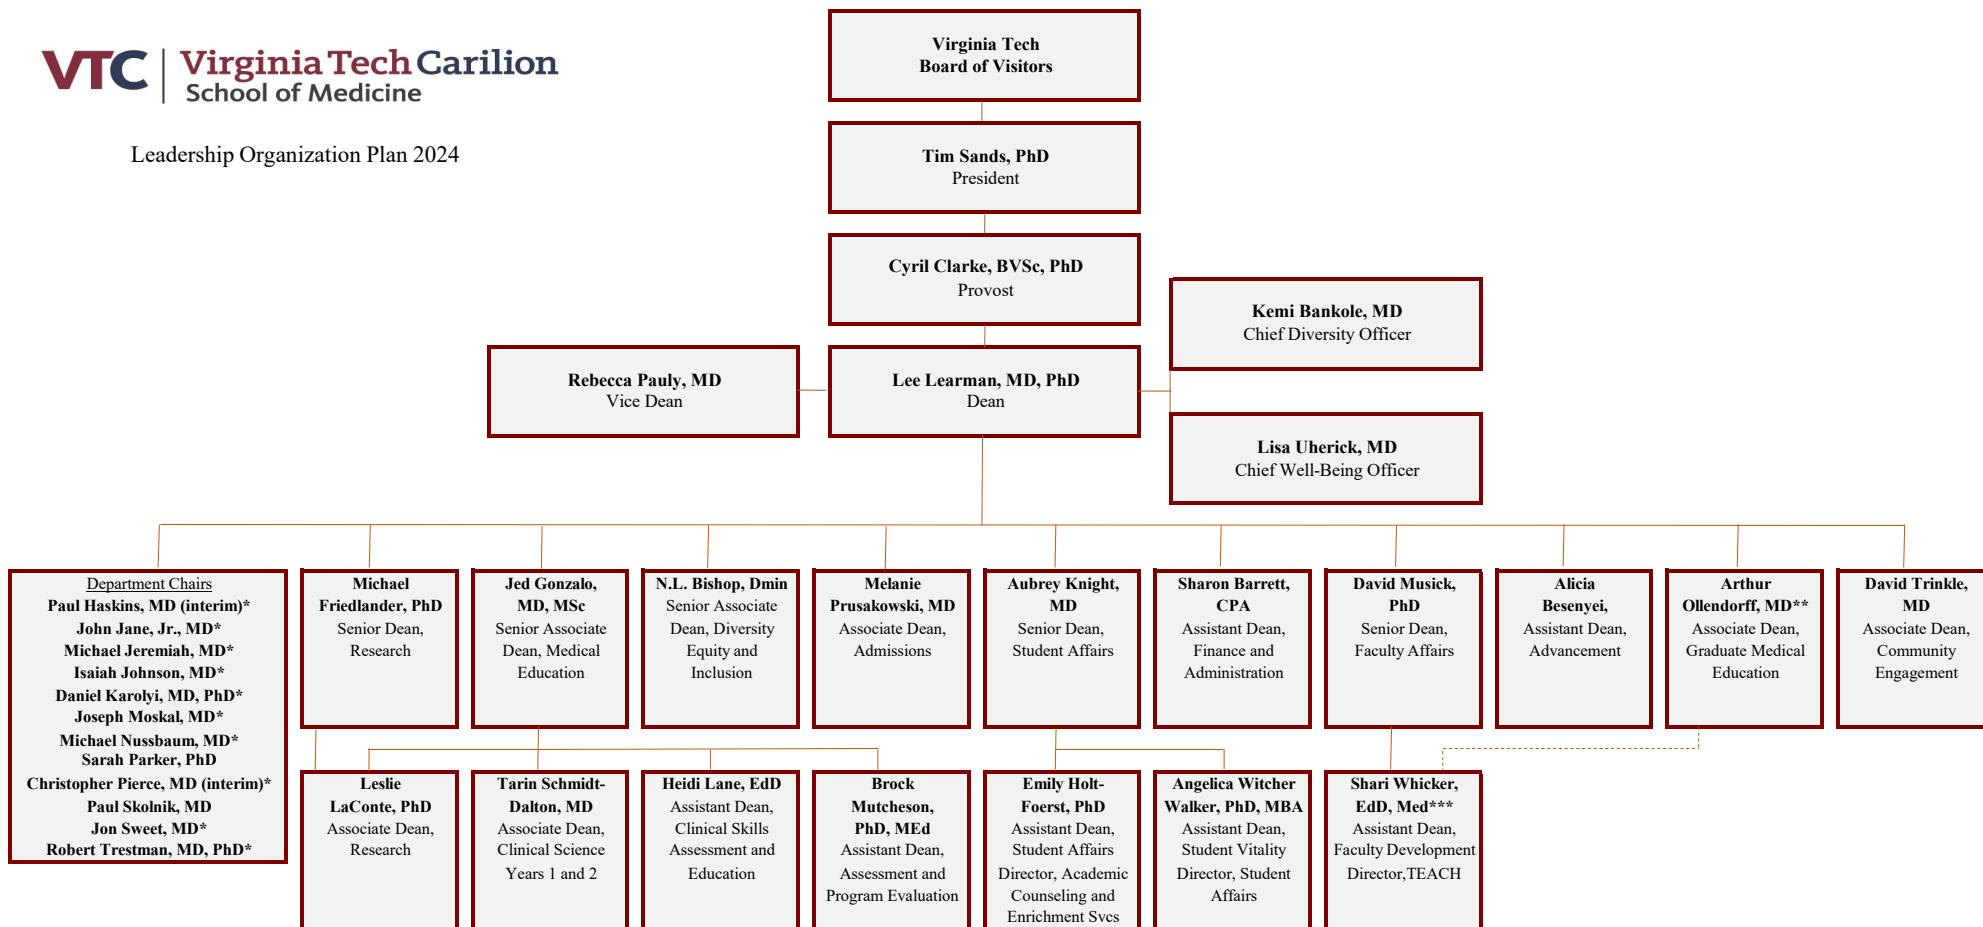 VTC
Virginia Tech Carilion
School of Medicine
Leadership Organization Plan 2024
Virginia Tech
Board of Visitors
Tim Sands, PhD
President
Cyril Clarke, BVSc, PhD
Provost
Kemi Bankole, MD
Chief Diversity Officer
Rebecca Pauly, MD
Vice Dean
Lee Learman, MD, PhD
Dean
Lisa Uherick, MD
Chief Well-Being Officer
Department Chairs
Paul Haskins, MD (interim)*
John Jane, Jr., MD*
Michael Jeremiah, MD*
Isaiah Johnson, MD*
Daniel Karolyi, MD, PhD*
Joseph Moskal, MD*
Michael Nussbaum, MD*
Sarah Parker, PhD
Christopher Pierce, MD (interim)*
Paul Skolnik, MD
Jon Sweet, MD*
Robert Trestman, MD, PhD*
Michael
Friedlander, PhD
Senior Dean,
Research
Jed Gonzalo,
MD, MSc
Senior Associate
Dean, Medical
Education
N.L. Bishop, Dmin
Senior Associate
Dean, Diversity
Equity and
Inclusion
Melanie
Prusakowski, MD
Associate Dean,
Admissions
Aubrey Knight,
MD
Senior Dean,
Student Affairs
Sharon Barrett,
CPA
Assistant Dean,
Finance and
Administration
David Musick,
PhD
Senior Dean,
Faculty Affairs
Alicia
Besenyei,
Assistant Dean,
Advancement
Arthur
Ollendorff, MD**
Associate Dean,
Graduate Medical
Education
David Trinkle,
MD
Associate Dean,
Community
Engagement
Leslie
LaConte, PhD
Associate Dean,
Research
Tarin Schmidt-
Dalton, MD
Associate Dean,
Clinical Science
Years 1 and 2
Heidi Lane, EdD
Assistant Dean,
Clinical Skills
Assessment and
Education
Brock
Mutcheson,
PhD, MEd
Assistant Dean,
Assessment and
Program Evaluation
Emily Holt-
Foerst, PhD
Assistant Dean,
Student Affairs
Director, Academic
Counseling and
Enrichment Svcs
Angelica Witcher
Walker, PhD, MBA
Assistant Dean,
Student Vitality
Director, Student
Affairs
Shari Whicker,
EdD, Med***
Assistant Dean,
Faculty Development
Director,TEACH